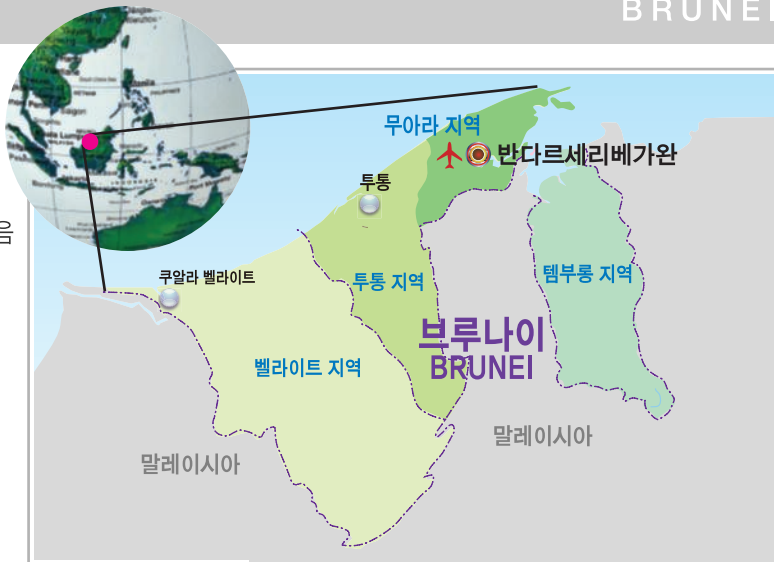 BRUNEI
무아라 지역
반다르세리베가완
투통
쿠알라 벨라이트
투통 지역
템부롱 지역
브루나이
BRUNEI
벨라이트 지역
말레이시아
말레이시아
음